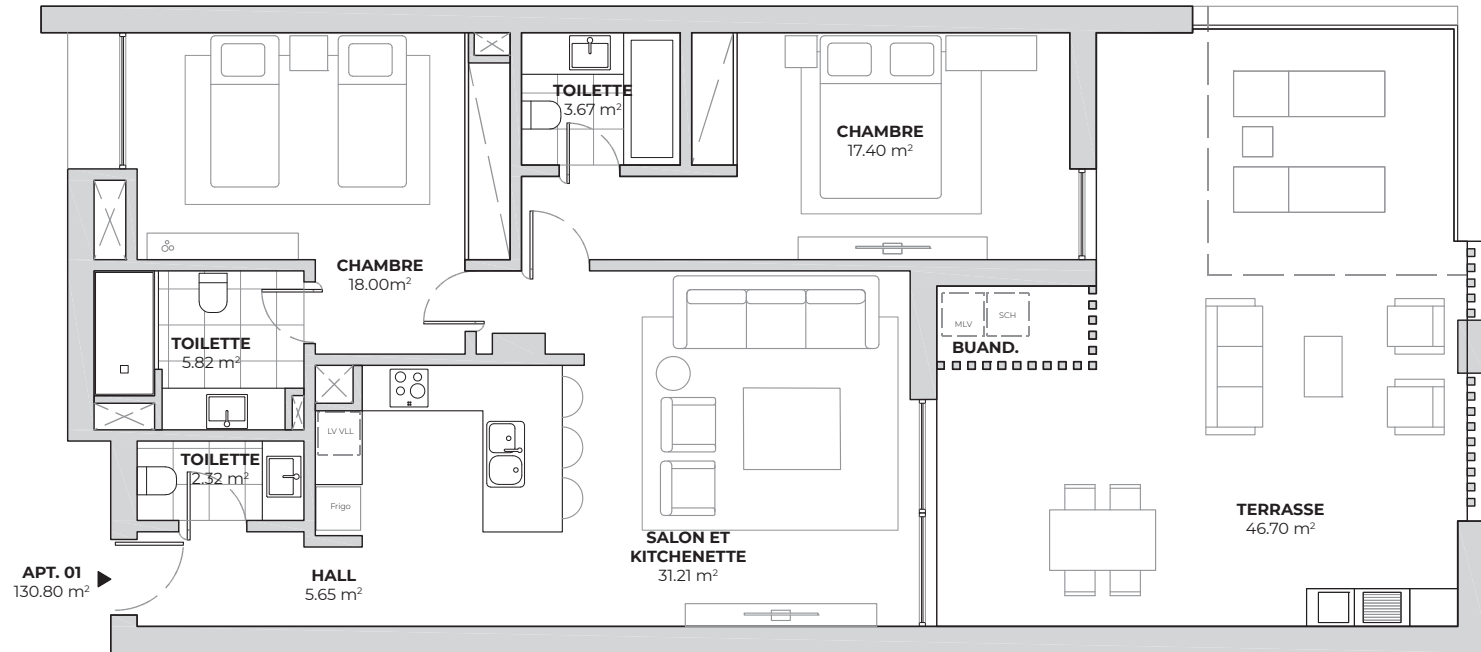 TOILETTE
3.67 m²
CHAMBRE
17.40 m²
CHAMBRE
18.00m²
MLV
SCH
BUAND.
TOILETTE
5.82 m²
LV VLL
TOILETTE
2.32 m²
Frigo
TERRASSE
46.70 m²
SALON ET
KITCHENETTE
31.21 m²
APT. 01
130.80 m²
HALL
5.65 m²